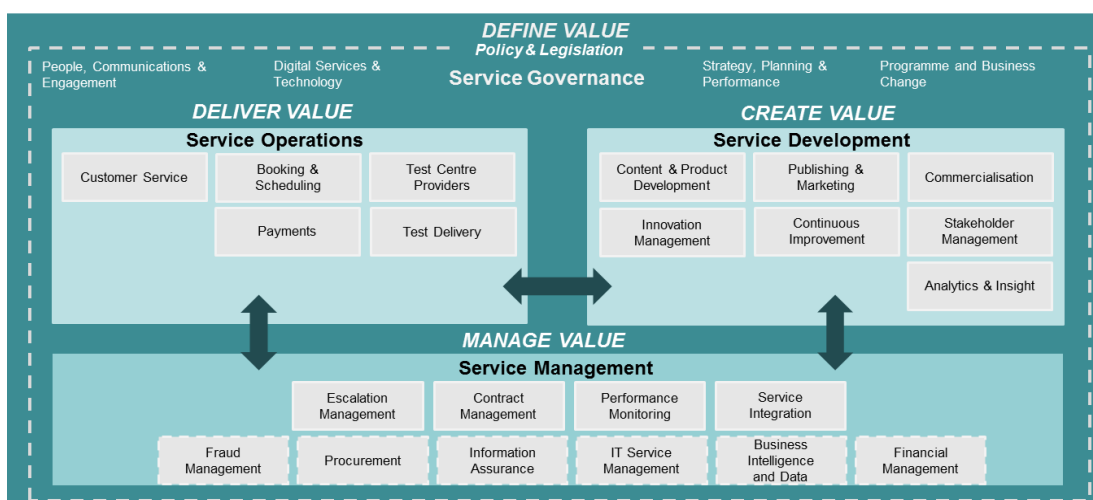 DEFINE VALUE
Policy & Legislation
People, Communications &
Engagement
Digital Services &
Technology
Service Governance
Strategy, Planning &
Performance
Programme and Business
Change
DELIVER VALUE
Service Operations
Customer Service
Booking &
Scheduling
Test Centre
Providers
Payments
Test Delivery
CREATE VALUE
Service Development
Content & Product
Development
Publishing &
Marketing
Commercialisation
Innovation
Management
Continuous
Improvement
Stakeholder
Management
Analytics & Insight
MANAGE VALUE
Service Management
Escalation
Management
Contract
Management
Performance
Monitoring
Service
Integration
Fraud
Management
Procurement
Information
Assurance
IT Service
Management
Business
Intelligence
and Data
Financial
Management